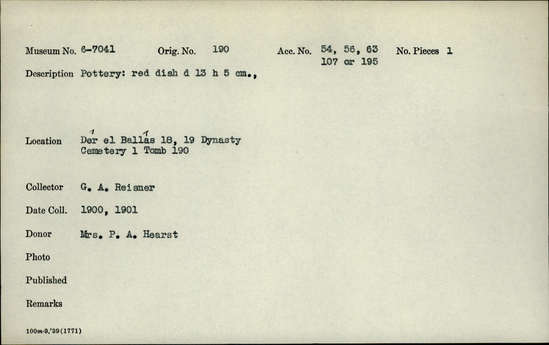 Museum No. 6-7041 Orig. No. 190 Acc. No. 54, 56, 63 No. Pieces 1
107 or 195
Description Pottery: red dish d 13 h 5 cm.,
Location Der el Ballas 18, 19 Dynasty
Cemetery 1 Tomb 190
Collector G. A. Reisner
Date Coll. 1900, 1901
Donor Mrs. P. A. Hearst
Photo
Published
Remarks
100m-9,'39(1771)